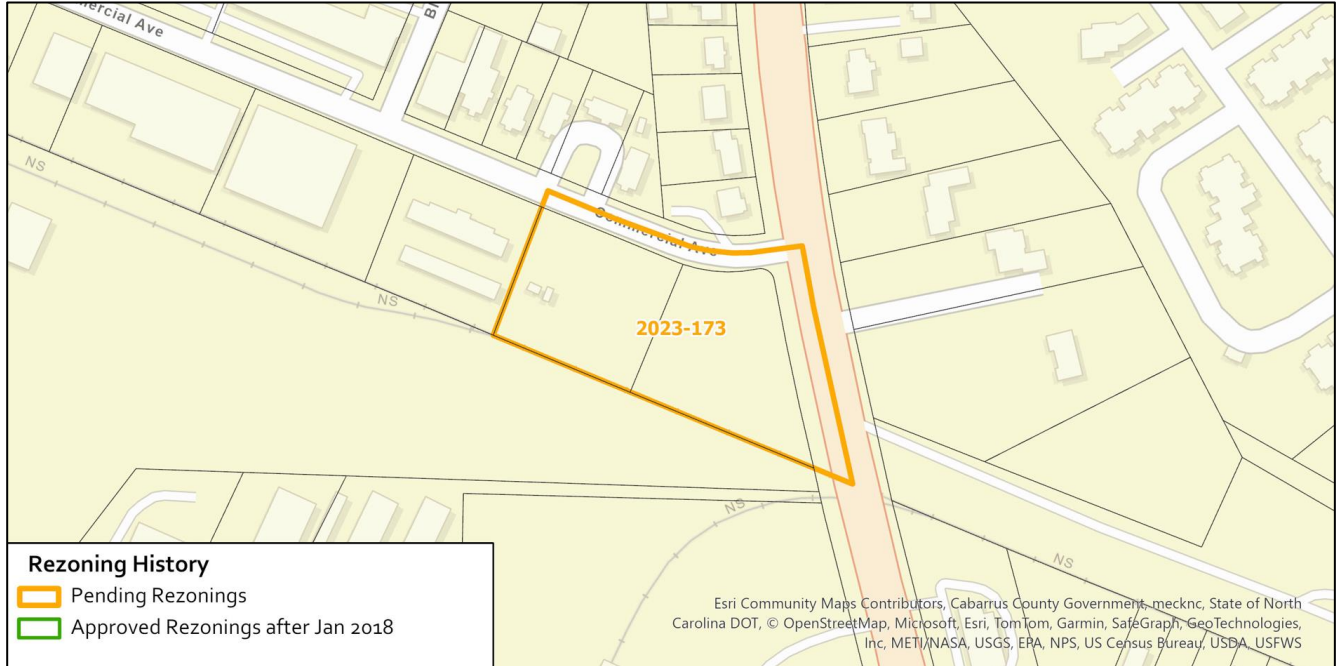 mercial Ave
Bl
NS
Commercial Ave
NS
2023-173
NS
NS
Rezoning History
Pending Rezonings
Approved Rezonings after Jan 2018
Esri Community Maps Contributors, Cabarrus County Government, mecknc, State of North
Carolina DOT, © OpenStreetMap, Microsoft, Esri, TomTom, Garmin, SafeGraph, GeoTechnologies,
Inc, METI/NASA, USGS, EPA, NPS, US Census Bureau, USDA, USFWS